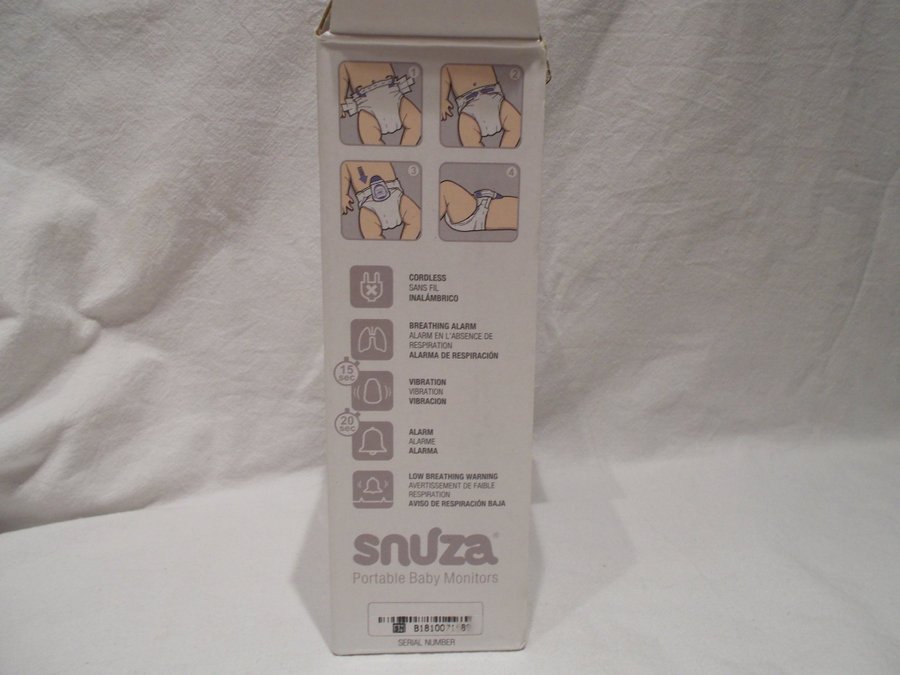 1
2
3
4
CORDLESS
SANS FIL
INALÁMBRICO
BREATHING ALARM
ALARM EN L'ABSENCE DE
RESPIRATION
ALARMA DE RESPIRACIÓN
15
sec
VIBRATION
VIBRATION
VIBRACION
20
sec
ALARM
ALARME
ALARMA
LOW BREATHING WARNING
AVERTISSEMENT DE FAIBLE
RESPIRATION
AVISO DE RESPIRACIÓN BAJA
snuza®
Portable Baby Monitors
SERIAL NUMBER